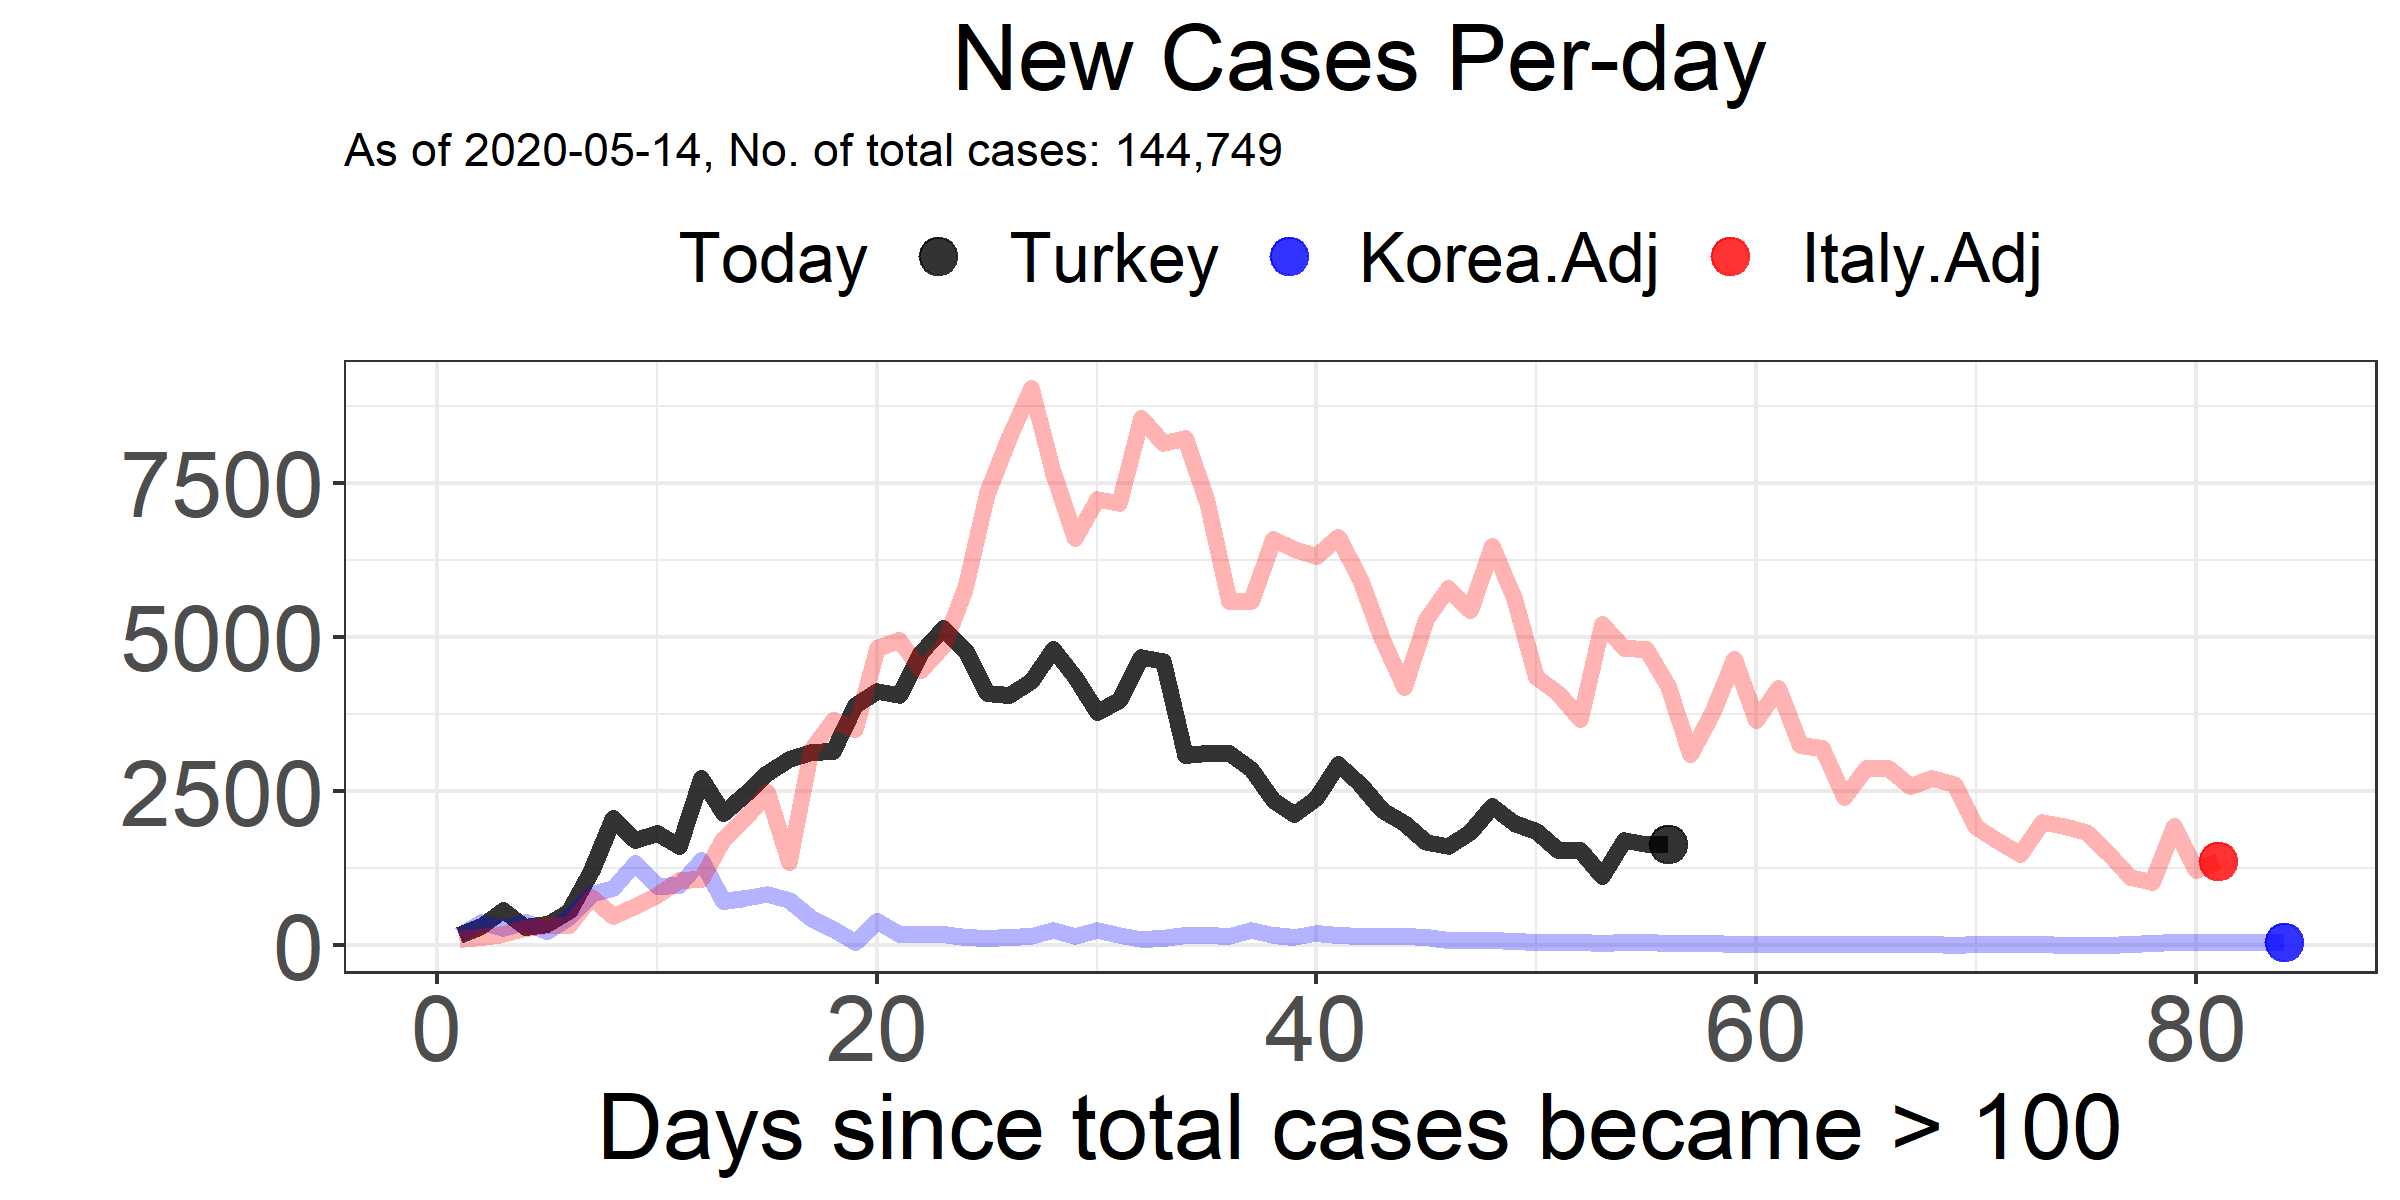 New Cases Per-day
As of 2020-05-14, No. of total cases: 144,749
Today Turkey Korea.Adj Italy.Adj
7500
5000
2500
0
0 20 40 60 80
Days since total cases became > 100